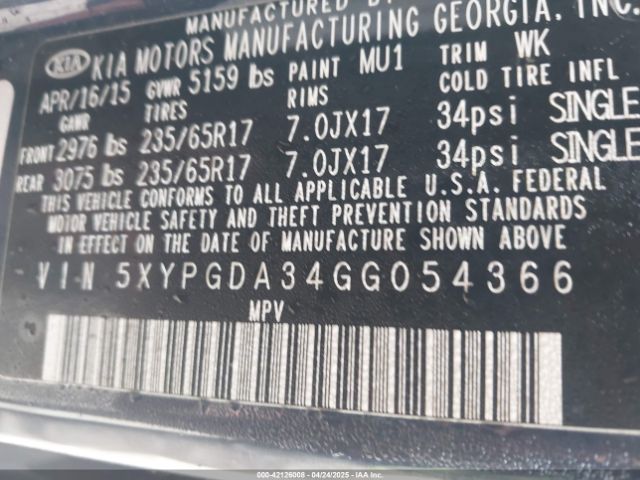 MANUFACTURED BY
KIA KIA MOTORS MANUFACTURING GEORGIA, INC.
APR/16/15 GVWR 5159 lbs PAINT MU1 TRIM WK
GAWR TIRES RIMS COLD TIRE INFL
FRONT 2976 lbs 235/65R17 7.0JX17 34psi SINGLE
REAR 3075 lbs 235/65R17 7.0JX17 34psi SINGLE
THIS VEHICLE CONFORMS TO ALL APPLICABLE U.S.A. FEDERAL
MOTOR VEHICLE SAFETY AND THEFT PREVENTION STANDARDS
IN EFFECT ON THE DATE OF MANUFACTURE SHOWN ABOVE
VIN 5XYPGDA34GG054366
MPV
000-42126008 04/24/2025 IAAI.COM